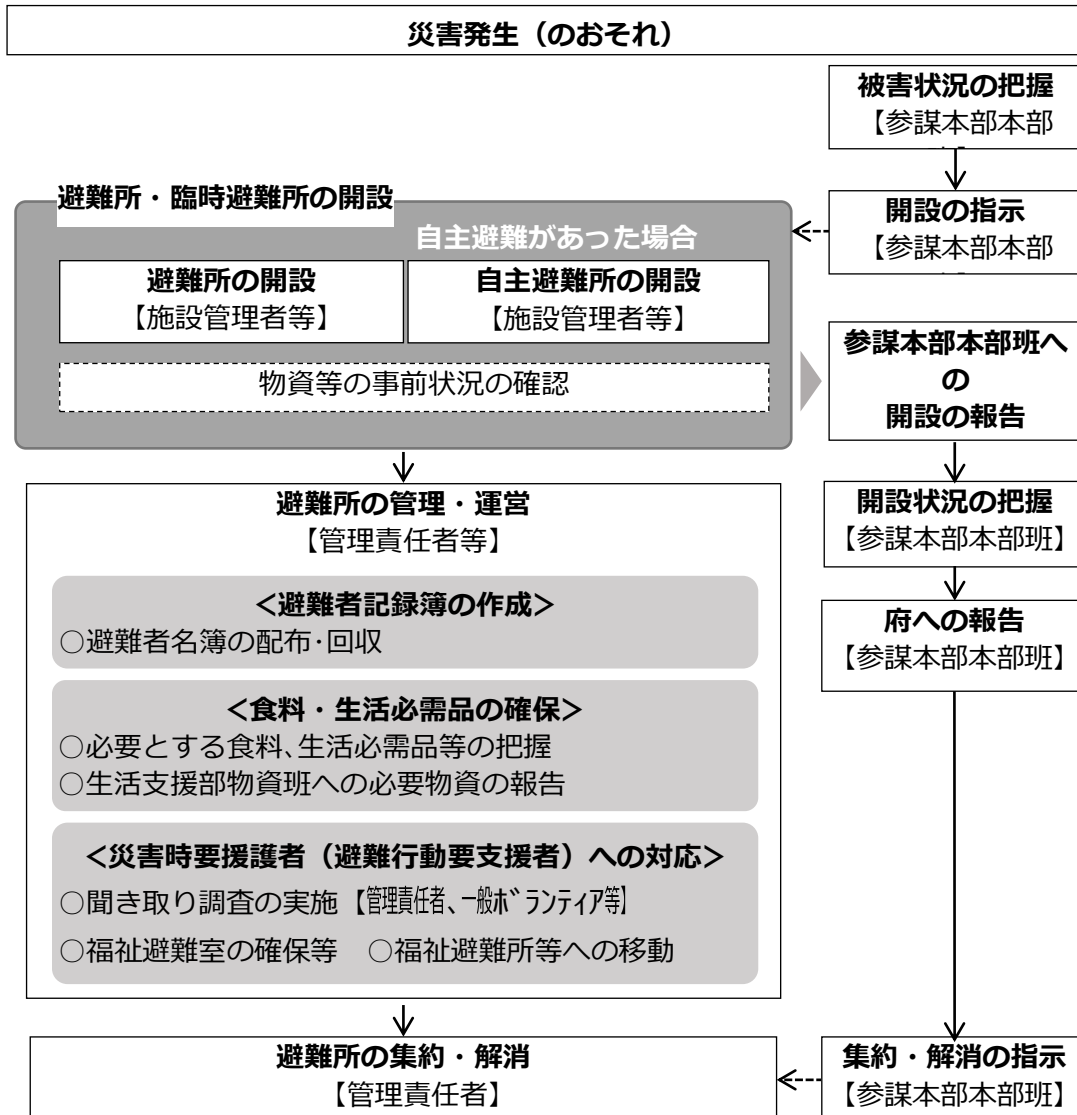 災害発生（のおそれ）
被害状況の把握
【参謀本部本部
開設の指示
【参謀本部本部
避難所・臨時避難所の開設
自主避難があった場合
避難所の開設
【施設管理者等】
自主避難所の開設
【施設管理者等】
物資等の事前状況の確認
参謀本部本部班へ
の
開設の報告
避難所の管理・運営
【管理責任者等】
開設状況の把握
【参謀本部本部班】
＜避難者記録簿の作成＞
○避難者名簿の配布･回収
府への報告
【参謀本部本部班】
＜食料・生活必需品の確保＞
○必要とする食料、生活必需品等の把握
○生活支援部物資班への必要物資の報告
＜災害時要援護者（避難行動要支援者）への対応＞
○聞き取り調査の実施【管理責任者、一般ﾎﾞランティア等】
○福祉避難室の確保等　○福祉避難所等への移動
避難所の集約・解消
【管理責任者】
集約・解消の指示
【参謀本部本部班】